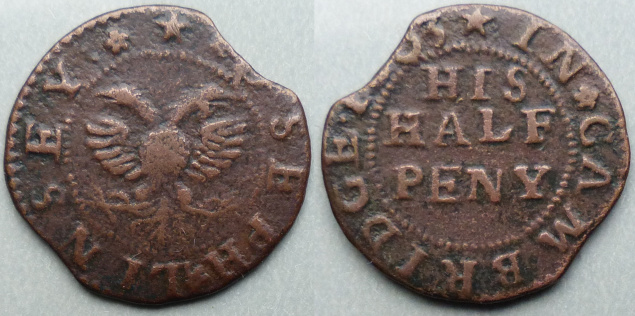 SEPH LINSEY
IN CAMBRIDGE
HIS
HALF
PENY